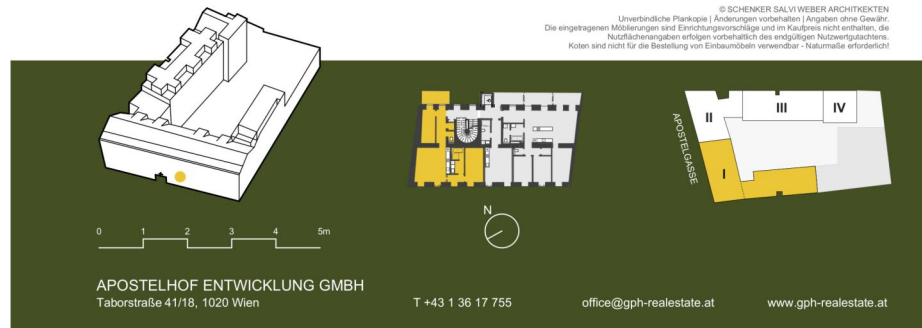 © SCHENKER SALVI WEBER ARCHITKEKTEN
Unverbindliche Plankopie | Änderungen vorbehalten | Angaben ohne Gewähr.
Die eingetragenen Möblierungen sind Einrichtungsvorschläge und im Kaufpreis nicht enthalten, die
Nutzflächenangaben erfolgen vorbehaltlich des endgültigen Nutzwertgutachtens.
Koten sind nicht für die Bestellung von Einbaumöbeln verwendbar - Naturmaße erforderlich!
II
III
IV
APOSTELGASSE
I
N
0 1 2 3 4 5m
APOSTELHOF ENTWICKLUNG GMBH
Taborstraße 41/18, 1020 Wien
T +43 1 36 17 755
office@gph-realestate.at
www.gph-realestate.at